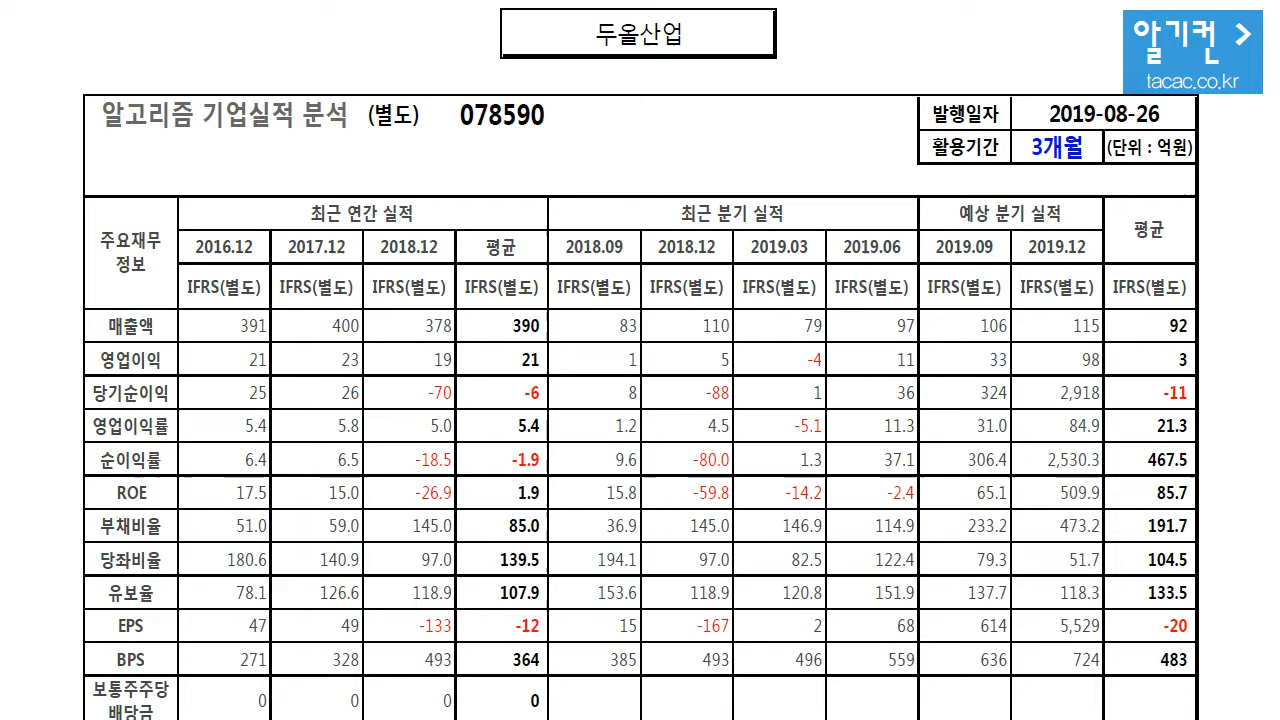 두올산업
알기컨 >
tacac.co.kr
알고리즘 기업실적 분석 (별도) 078590
발행일자 2019-08-26
활용기간 3개월 (단위 : 억원)
주요재무 정보 최근 연간 실적 최근 분기 실적 예상 분기 실적 평균
2016.12 2017.12 2018.12 평균 2018.09 2018.12 2019.03 2019.06 2019.09 2019.12
IFRS(별도) IFRS(별도) IFRS(별도) IFRS(별도) IFRS(별도) IFRS(별도) IFRS(별도) IFRS(별도) IFRS(별도) IFRS(별도) IFRS(별도)
매출액 391 400 378 390 83 110 79 97 106 115 92
영업이익 21 23 19 21 1 5 -4 11 33 98 3
당기순이익 25 26 -70 -6 8 -88 1 36 324 2,918 -11
영업이익률 5.4 5.8 5.0 5.4 1.2 4.5 -5.1 11.3 31.0 84.9 21.3
순이익률 6.4 6.5 -18.5 -1.9 9.6 -80.0 1.3 37.1 306.4 2,530.3 467.5
ROE 17.5 15.0 -26.9 1.9 15.8 -59.8 -14.2 -2.4 65.1 509.9 85.7
부채비율 51.0 59.0 145.0 85.0 36.9 145.0 146.9 114.9 233.2 473.2 191.7
당좌비율 180.6 140.9 97.0 139.5 194.1 97.0 82.5 122.4 79.3 51.7 104.5
유보율 78.1 126.6 118.9 107.9 153.6 118.9 120.8 151.9 137.7 118.3 133.5
EPS 47 49 -133 -12 15 -167 2 68 614 5,529 -20
BPS 271 328 493 364 385 493 496 559 636 724 483
보통주주당
배당금 0 0 0 0